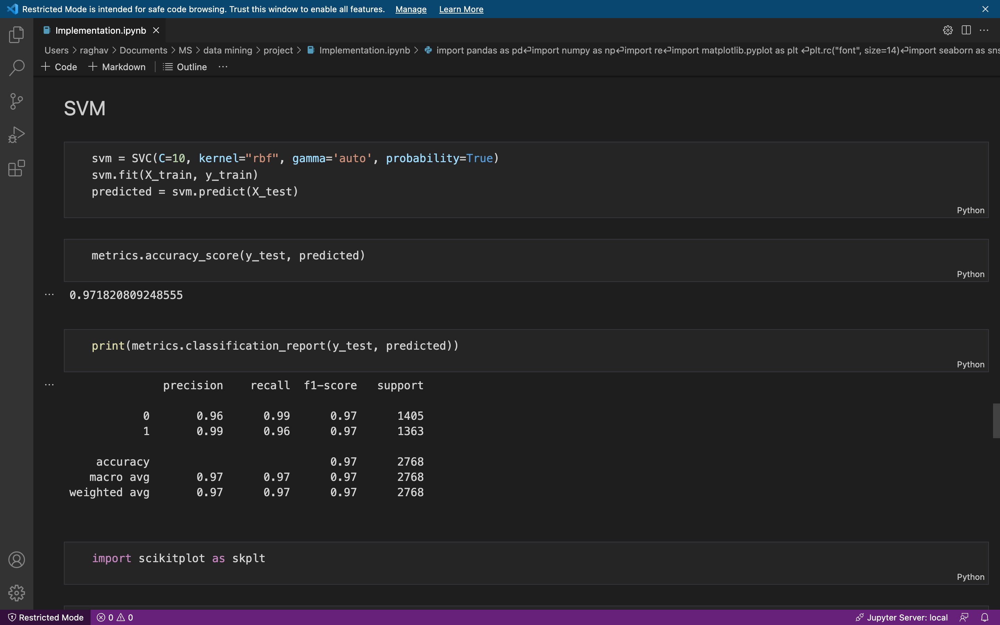 Restricted Mode is intended for safe code browsing. Trust this window to enable all features. Manage Learn More
Implementation.ipynb
Users > raghav > Documents > MS > data mining > project > Implementation.ipynb > import pandas as pd↵import numpy as np↵import re↵import matplotlib.pyplot as plt ↵plt.rc("font", size=14)↵import seaborn as sns
+ Code + Markdown | Outline ...
SVM
svm = SVC(C=10, kernel="rbf", gamma='auto', probability=True)
svm.fit(X_train, y_train)
predicted = svm.predict(X_test)
Python
metrics.accuracy_score(y_test, predicted)
Python
... 0.971820809248555
print(metrics.classification_report(y_test, predicted))
Python
... precision recall f1-score support
0 0.96 0.99 0.97 1405
1 0.99 0.96 0.97 1363
accuracy 0.97 2768
macro avg 0.97 0.97 0.97 2768
weighted avg 0.97 0.97 0.97 2768
import scikitplot as skplt
Python
Restricted Mode 0 0 Jupyter Server: local